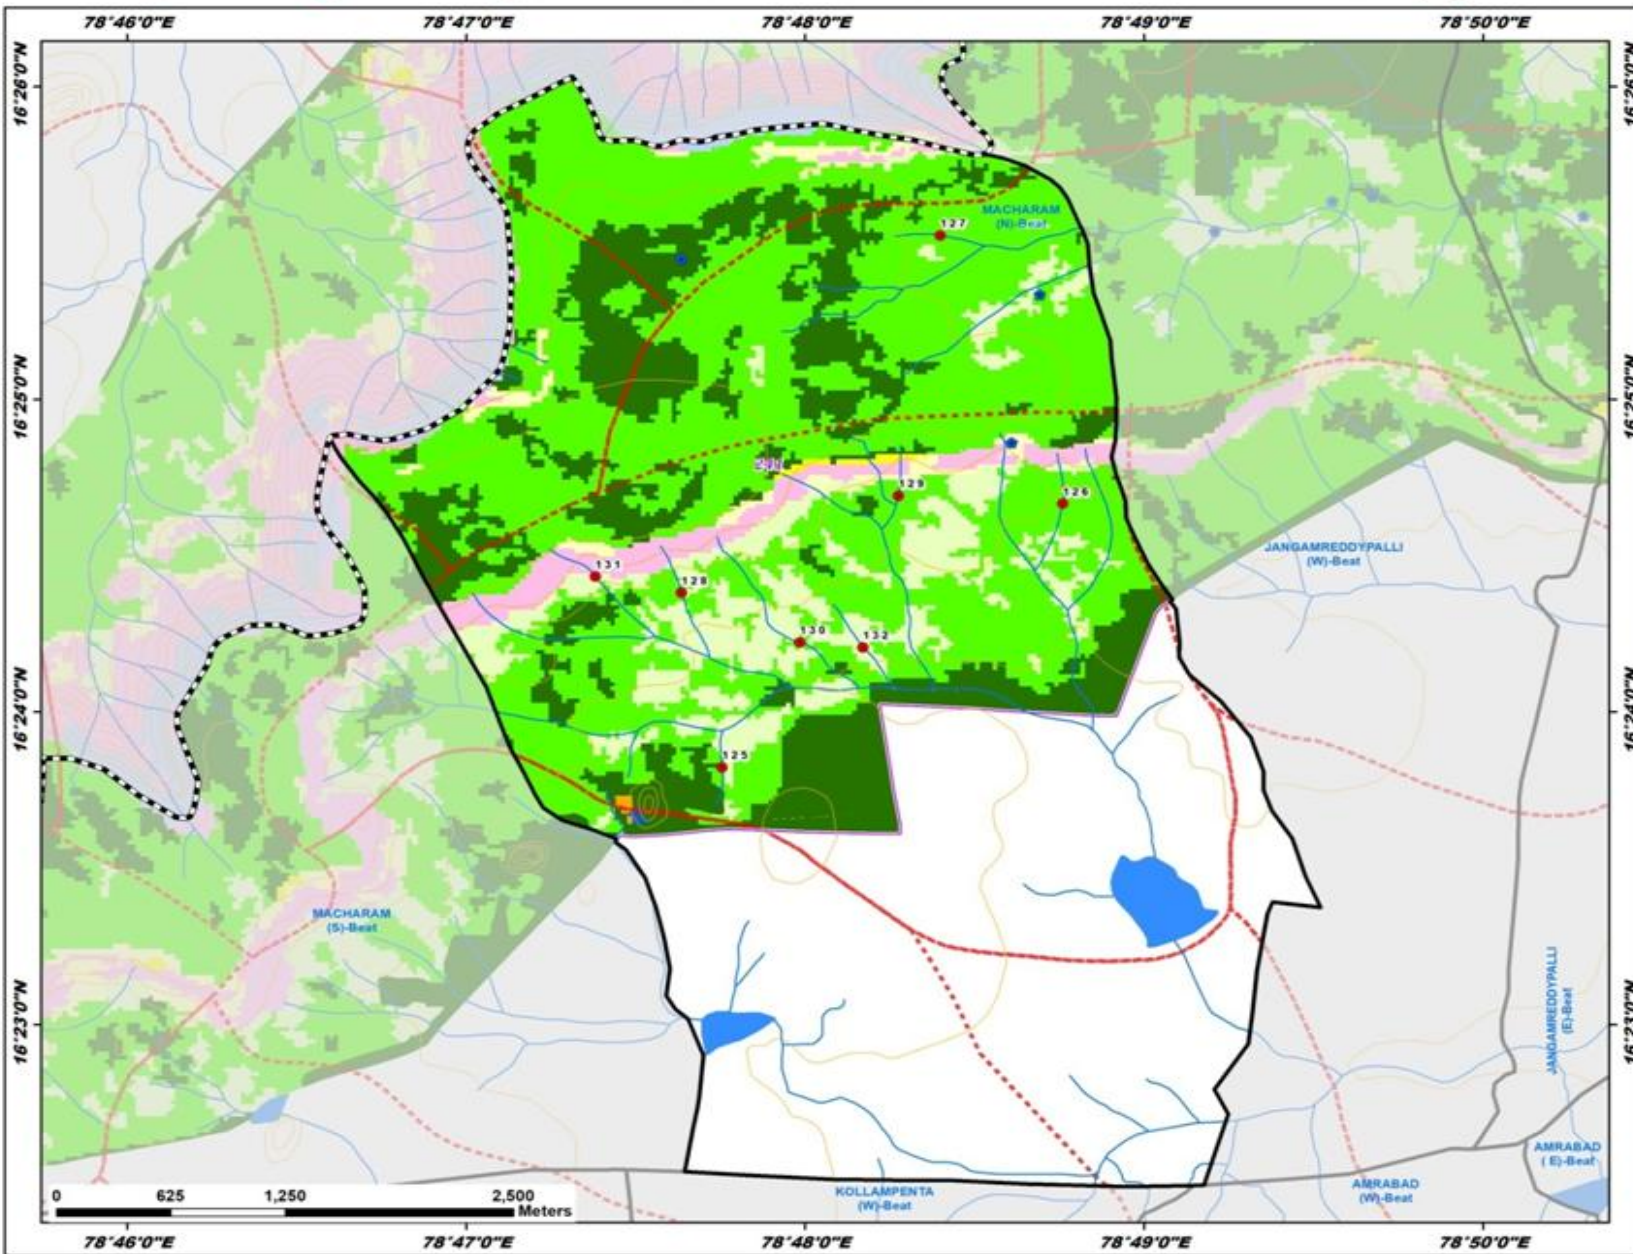 78°46'0"E 78°47'0"E 78°48'0"E 78°49'0"E 78°50'0"E
16°26'0"N 16°26'0"N
127
MACHARAM
(N)-Beat
16°25'0"N 16°25'0"N
129
126
JANGAMREDDYPALLI
(W)-Beat
131
128
130
132
16°24'0"N 16°24'0"N
125
MACHARAM
(S)-Beat
JANGAMREDDYPALLI
(E)-Beat
16°23'0"N 16°23'0"N
AMRABAD
( E)-Beat
KOLLAMPENTA
(W)-Beat
AMRABAD
(W)-Beat
0 625 1,250 2,500
Meters
78°46'0"E 78°47'0"E 78°48'0"E 78°49'0"E 78°50'0"E